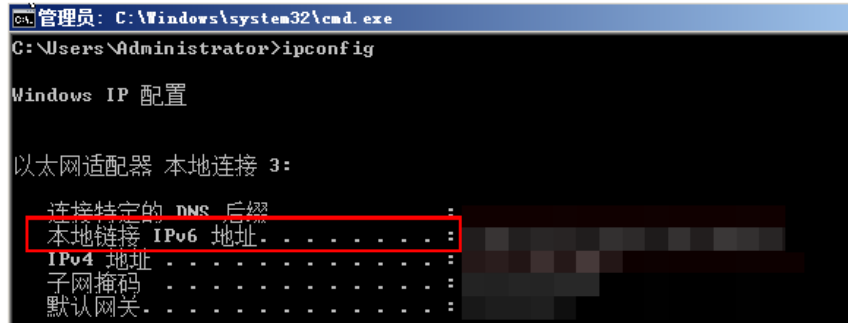 管理员: C:\Windows\system32\cmd.exe
C:\Users\Administrator>ipconfig
Windows IP 配置
以太网适配器 本地连接 3:
连接特定的 DNS 后缀 :
本地链接 IPv6 地址. . . . . . . . :
IPv4 地址 . . . . . . . . . . . . :
子网掩码 . . . . . . . . . . . . :
默认网关. . . . . . . . . . . . . :